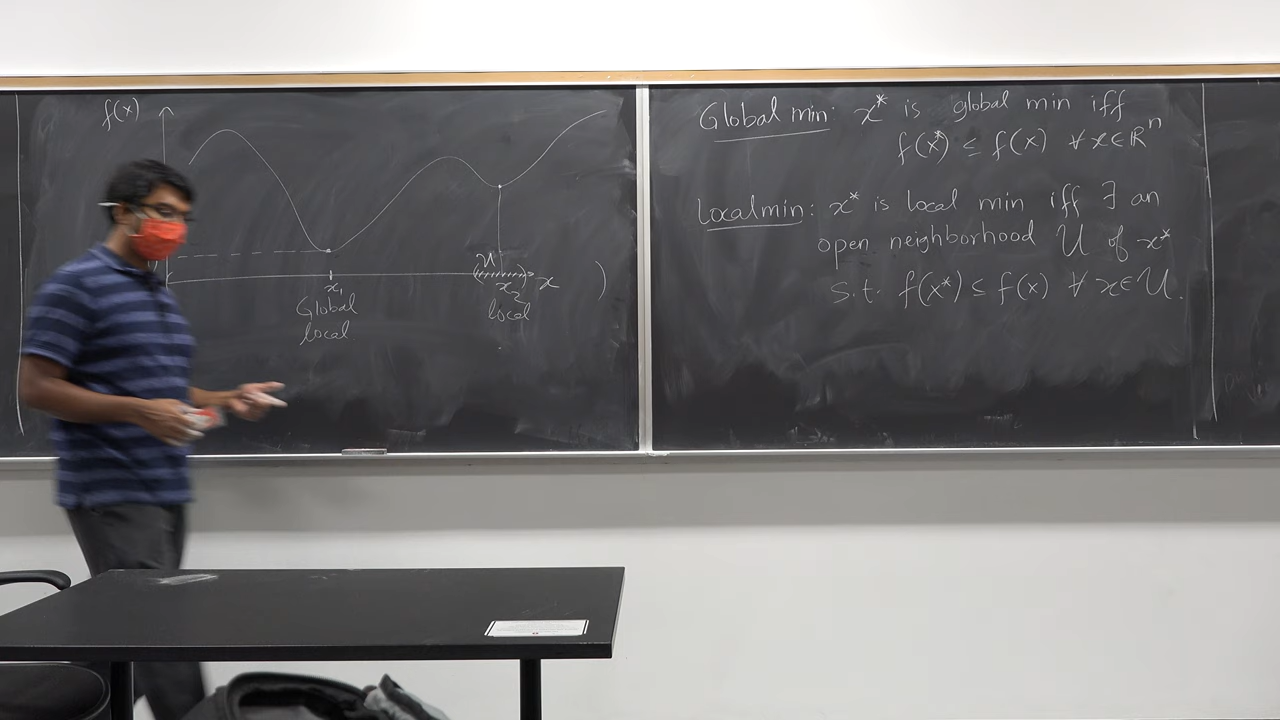 f(x)
U
x₁
x₂
x
)
Global
local
local
Global min: x* is global min iff
f(x*) ≤ f(x) ∀ x ∈ ℝⁿ
Local min: x* is local min iff ∃ an
open neighborhood U of x*
s.t. f(x*) ≤ f(x) ∀ x ∈ U.